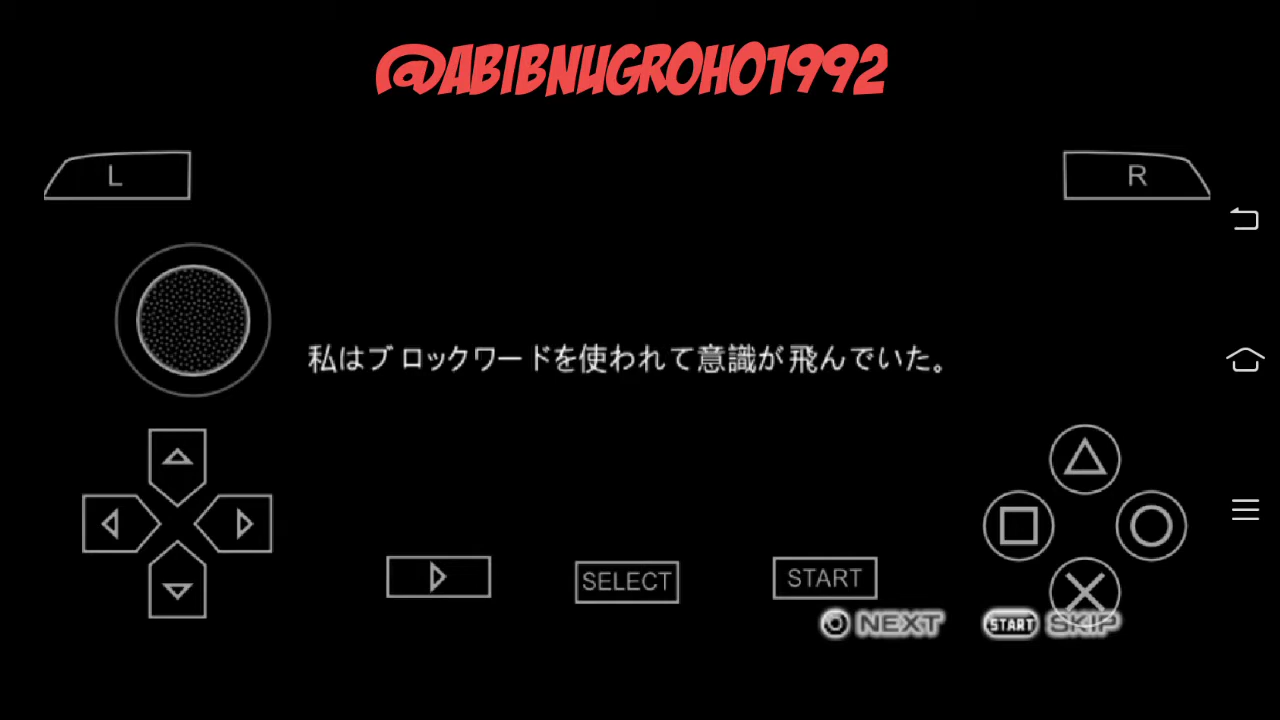 @ABIBNUGROHO1992
L
R
私はブロックワードを使われて意識が飛んでいた。
SELECT
START
NEXT
START SKIP